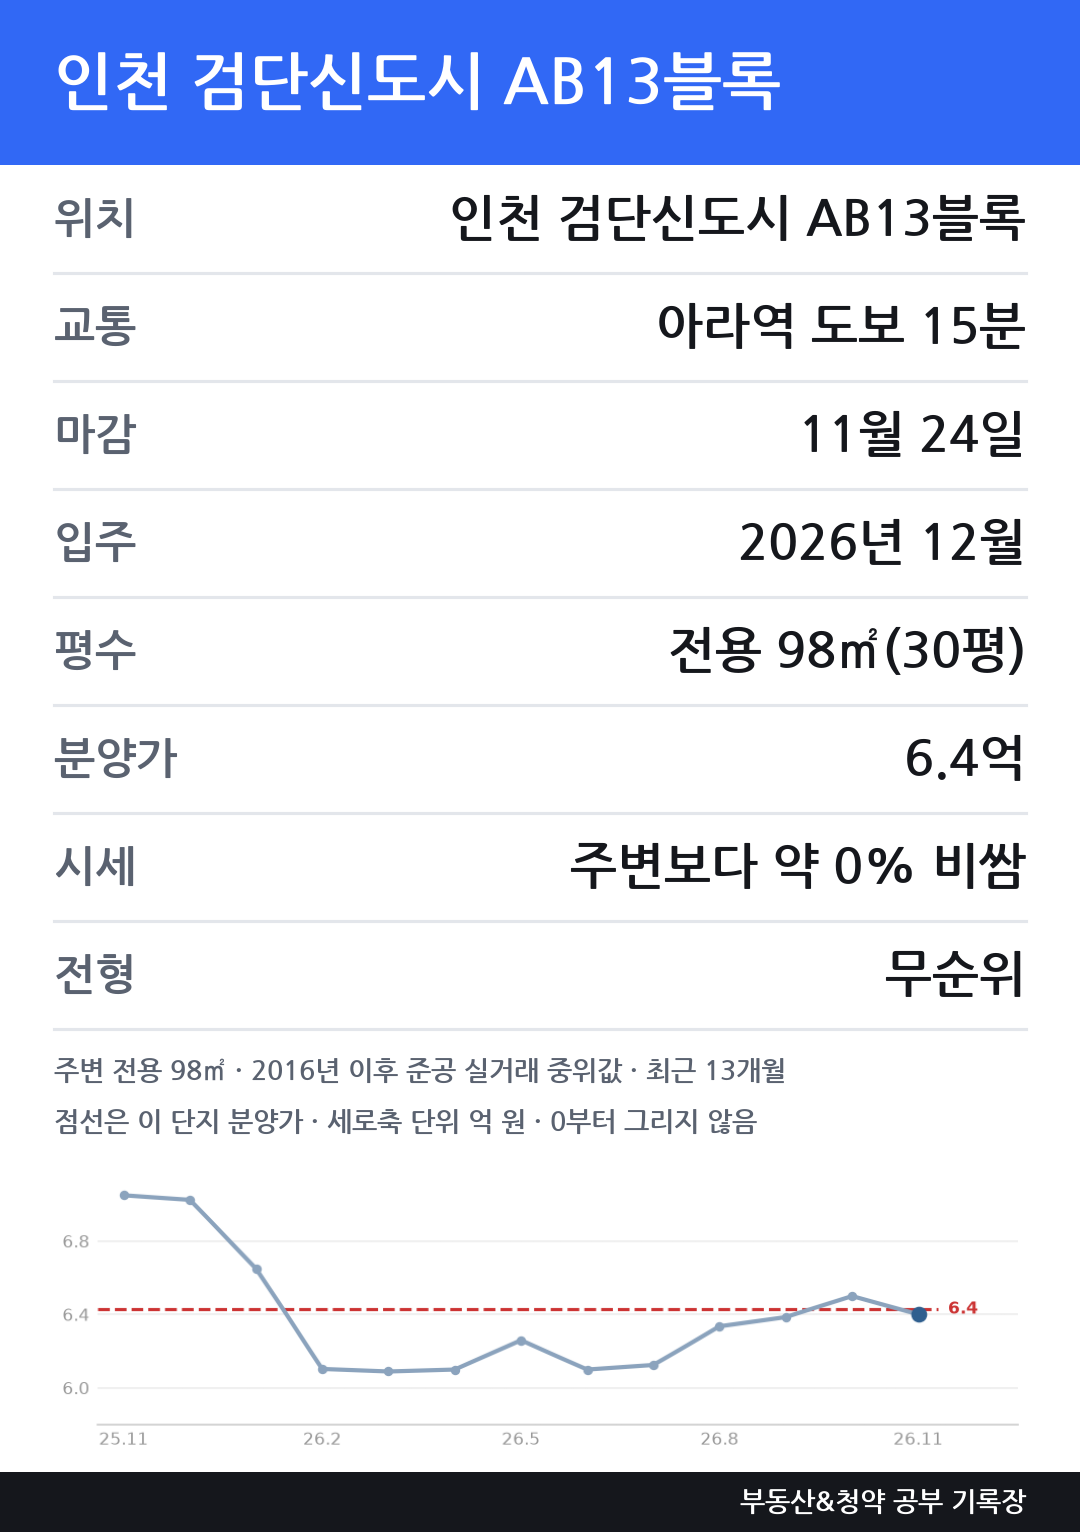 인천 검단신도시 AB13블록
위치 인천 검단신도시 AB13블록
교통 아라역 도보 15분
마감 11월 24일
입주 2026년 12월
평수 전용 98㎡(30평)
분양가 6.4억
시세 주변보다 약 0% 비쌈
전형 무순위
주변 전용 98㎡ · 2016년 이후 준공 실거래 중위값 · 최근 13개월
점선은 이 단지 분양가 · 세로축 단위 억 원 · 0부터 그리지 않음
6.8
6.4 6.4
6.0
25.11 26.2 26.5 26.8 26.11
부동산&청약 공부 기록장